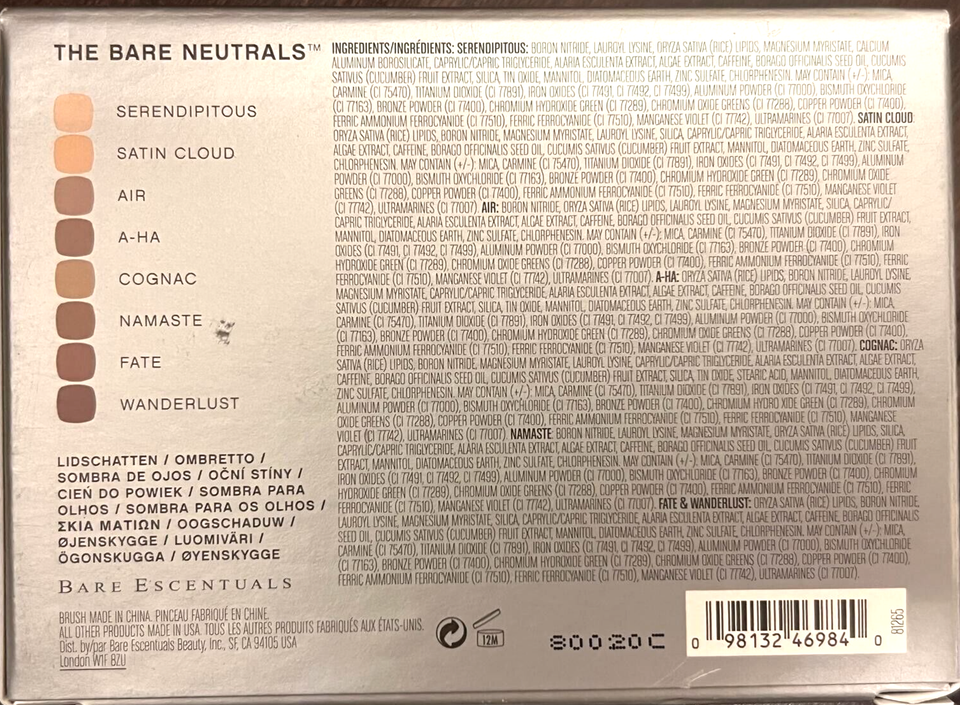 THE BARE NEUTRALS™
SERENDIPITOUS
SATIN CLOUD
AIR
A-HA
COGNAC
NAMASTE
FATE
WANDERLUST
LIDSCHATTEN / OMBRETTO /
SOMBRA DE OJOS / OČNÍ STÍNY /
CIEŃ DO POWIEK / SOMBRA PARA
OLHOS / SOMBRA PARA OS OLHOS /
ΣΚΙΑ ΜΑΤΙΩΝ / OOGSCHADUW /
ØJENSKYGGE / LUOMIVÄRI /
ÖGONSKUGGA / ØYENSKYGGE
BARE ESCENTUALS
BRUSH MADE IN CHINA. PINCEAU FABRIQUÉ EN CHINE.
ALL OTHER PRODUCTS MADE IN USA. TOUS LES AUTRES PRODUITS FABRIQUÉS AUX ÉTATS-UNIS.
Dist. by/par Bare Escentuals Beauty, Inc., SF, CA 94105 USA
London W1F 8ZU
INGREDIENTS/INGRÉDIENTS: SERENDIPITOUS: BORON NITRIDE, LAUROYL LYSINE, ORYZA SATIVA (RICE) LIPIDS, MAGNESIUM MYRISTATE, CALCIUM
ALUMINUM BOROSILICATE, CAPRYLIC/CAPRIC TRIGLYCERIDE, ALARIA ESCULENTA EXTRACT, ALGAE EXTRACT, CAFFEINE, BORAGO OFFICINALIS SEED OIL, CUCUMIS
SATIVUS (CUCUMBER) FRUIT EXTRACT, SILICA, TIN OXIDE, MANNITOL, DIATOMACEOUS EARTH, ZINC SULFATE, CHLORPHENESIN. MAY CONTAIN (+/-): MICA,
CARMINE (CI 75470), TITANIUM DIOXIDE (CI 77891), IRON OXIDES (CI 77491, CI 77492, CI 77499), ALUMINUM POWDER (CI 77000), BISMUTH OXYCHLORIDE
(CI 77163), BRONZE POWDER (CI 77400), CHROMIUM HYDROXIDE GREEN (CI 77289), CHROMIUM OXIDE GREENS (CI 77288), COPPER POWDER (CI 77400),
FERRIC AMMONIUM FERROCYANIDE (CI 77510), FERRIC FERROCYANIDE (CI 77510), MANGANESE VIOLET (CI 77742), ULTRAMARINES (CI 77007). SATIN CLOUD:
ORYZA SATIVA (RICE) LIPIDS, BORON NITRIDE, MAGNESIUM MYRISTATE, LAUROYL LYSINE, SILICA, CAPRYLIC/CAPRIC TRIGLYCERIDE, ALARIA ESCULENTA EXTRACT,
ALGAE EXTRACT, CAFFEINE, BORAGO OFFICINALIS SEED OIL, CUCUMIS SATIVUS (CUCUMBER) FRUIT EXTRACT, MANNITOL, DIATOMACEOUS EARTH, ZINC SULFATE,
CHLORPHENESIN. MAY CONTAIN (+/-): MICA, CARMINE (CI 75470), TITANIUM DIOXIDE (CI 77891), IRON OXIDES (CI 77491, CI 77492, CI 77499), ALUMINUM
POWDER (CI 77000), BISMUTH OXYCHLORIDE (CI 77163), BRONZE POWDER (CI 77400), CHROMIUM HYDROXIDE GREEN (CI 77289), CHROMIUM OXIDE
GREENS (CI 77288), COPPER POWDER (CI 77400), FERRIC AMMONIUM FERROCYANIDE (CI 77510), FERRIC FERROCYANIDE (CI 77510), MANGANESE VIOLET
(CI 77742), ULTRAMARINES (CI 77007). AIR: BORON NITRIDE, ORYZA SATIVA (RICE) LIPIDS, LAUROYL LYSINE, MAGNESIUM MYRISTATE, SILICA, CAPRYLIC/
CAPRIC TRIGLYCERIDE, ALARIA ESCULENTA EXTRACT, ALGAE EXTRACT, CAFFEINE, BORAGO OFFICINALIS SEED OIL, CUCUMIS SATIVUS (CUCUMBER) FRUIT EXTRACT,
MANNITOL, DIATOMACEOUS EARTH, ZINC SULFATE, CHLORPHENESIN. MAY CONTAIN (+/-): MICA, CARMINE (CI 75470), TITANIUM DIOXIDE (CI 77891), IRON
OXIDES (CI 77491, CI 77492, CI 77499), ALUMINUM POWDER (CI 77000), BISMUTH OXYCHLORIDE (CI 77163), BRONZE POWDER (CI 77400), CHROMIUM
HYDROXIDE GREEN (CI 77289), CHROMIUM OXIDE GREENS (CI 77288), COPPER POWDER (CI 77400), FERRIC AMMONIUM FERROCYANIDE (CI 77510), FERRIC
FERROCYANIDE (CI 77510), MANGANESE VIOLET (CI 77742), ULTRAMARINES (CI 77007). A-HA: ORYZA SATIVA (RICE) LIPIDS, BORON NITRIDE, LAUROYL LYSINE,
MAGNESIUM MYRISTATE, CAPRYLIC/CAPRIC TRIGLYCERIDE, ALARIA ESCULENTA EXTRACT, ALGAE EXTRACT, CAFFEINE, BORAGO OFFICINALIS SEED OIL, CUCUMIS SATIVUS
(CUCUMBER) FRUIT EXTRACT, SILICA, TIN OXIDE, MANNITOL, DIATOMACEOUS EARTH, ZINC SULFATE, CHLORPHENESIN. MAY CONTAIN (+/-): MICA,
CARMINE (CI 75470), TITANIUM DIOXIDE (CI 77891), IRON OXIDES (CI 77491, CI 77492, CI 77499), ALUMINUM POWDER (CI 77000), BISMUTH OXYCHLORIDE
(CI 77163), BRONZE POWDER (CI 77400), CHROMIUM HYDROXIDE GREEN (CI 77289), CHROMIUM OXIDE GREENS (CI 77288), COPPER POWDER (CI 77400),
FERRIC AMMONIUM FERROCYANIDE (CI 77510), FERRIC FERROCYANIDE (CI 77510), MANGANESE VIOLET (CI 77742), ULTRAMARINES (CI 77007). COGNAC: ORYZA
SATIVA (RICE) LIPIDS, BORON NITRIDE, MAGNESIUM MYRISTATE, LAUROYL LYSINE, CAPRYLIC/CAPRIC TRIGLYCERIDE, ALARIA ESCULENTA EXTRACT, ALGAE EXTRACT,
CAFFEINE, BORAGO OFFICINALIS SEED OIL, CUCUMIS SATIVUS (CUCUMBER) FRUIT EXTRACT, SILICA, TIN OXIDE, STEARIC ACID, MANNITOL, DIATOMACEOUS EARTH,
ZINC SULFATE, CHLORPHENESIN. MAY CONTAIN (+/-): MICA, CARMINE (CI 75470), TITANIUM DIOXIDE (CI 77891), IRON OXIDES (CI 77491, CI 77492, CI 77499),
ALUMINUM POWDER (CI 77000), BISMUTH OXYCHLORIDE (CI 77163), BRONZE POWDER (CI 77400), CHROMIUM HYDRO XIDE GREEN (CI 77289), CHROMIUM OXIDE
GREENS (CI 77288), COPPER POWDER (CI 77400), FERRIC AMMONIUM FERROCYANIDE (CI 77510), FERRIC FERROCYANIDE (CI 77510), MANGANESE
VIOLET (CI 77742), ULTRAMARINES (CI 77007). NAMASTE: BORON NITRIDE, LAUROYL LYSINE, MAGNESIUM MYRISTATE, ORYZA SATIVA (RICE) LIPIDS, SILICA,
CAPRYLIC/CAPRIC TRIGLYCERIDE, ALARIA ESCULENTA EXTRACT, ALGAE EXTRACT, CAFFEINE, BORAGO OFFICINALIS SEED OIL, CUCUMIS SATIVUS (CUCUMBER) FRUIT
EXTRACT, MANNITOL, DIATOMACEOUS EARTH, ZINC SULFATE, CHLORPHENESIN. MAY CONTAIN (+/-): MICA, CARMINE (CI 75470), TITANIUM DIOXIDE (CI 77891),
IRON OXIDES (CI 77491, CI 77492, CI 77499), ALUMINUM POWDER (CI 77000), BISMUTH OXYCHLORIDE (CI 77163), BRONZE POWDER (CI 77400), CHROMIUM
HYDROXIDE GREEN (CI 77289), CHROMIUM OXIDE GREENS (CI 77288), COPPER POWDER (CI 77400), FERRIC AMMONIUM FERROCYANIDE (CI 77510), FERRIC
FERROCYANIDE (CI 77510), MANGANESE VIOLET (CI 77742), ULTRAMARINES (CI 77007). FATE & WANDERLUST: ORYZA SATIVA (RICE) LIPIDS, BORON NITRIDE,
LAUROYL LYSINE, MAGNESIUM MYRISTATE, SILICA, CAPRYLIC/CAPRIC TRIGLYCERIDE, ALARIA ESCULENTA EXTRACT, ALGAE EXTRACT, CAFFEINE, BORAGO OFFICINALIS
SEED OIL, CUCUMIS SATIVUS (CUCUMBER) FRUIT EXTRACT, MANNITOL, DIATOMACEOUS EARTH, ZINC SULFATE, CHLORPHENESIN. MAY CONTAIN (+/-): MICA,
CARMINE (CI 75470), TITANIUM DIOXIDE (CI 77891), IRON OXIDES (CI 77491, CI 77492, CI 77499), ALUMINUM POWDER (CI 77000), BISMUTH OXYCHLORIDE
(CI 77163), BRONZE POWDER (CI 77400), CHROMIUM HYDROXIDE GREEN (CI 77289), CHROMIUM OXIDE GREENS (CI 77288), COPPER POWDER (CI 77400),
FERRIC AMMONIUM FERROCYANIDE (CI 77510), FERRIC FERROCYANIDE (CI 77510), MANGANESE VIOLET (CI 77742), ULTRAMARINES (CI 77007).
12M
80020C
0 98132 46984 0
81265